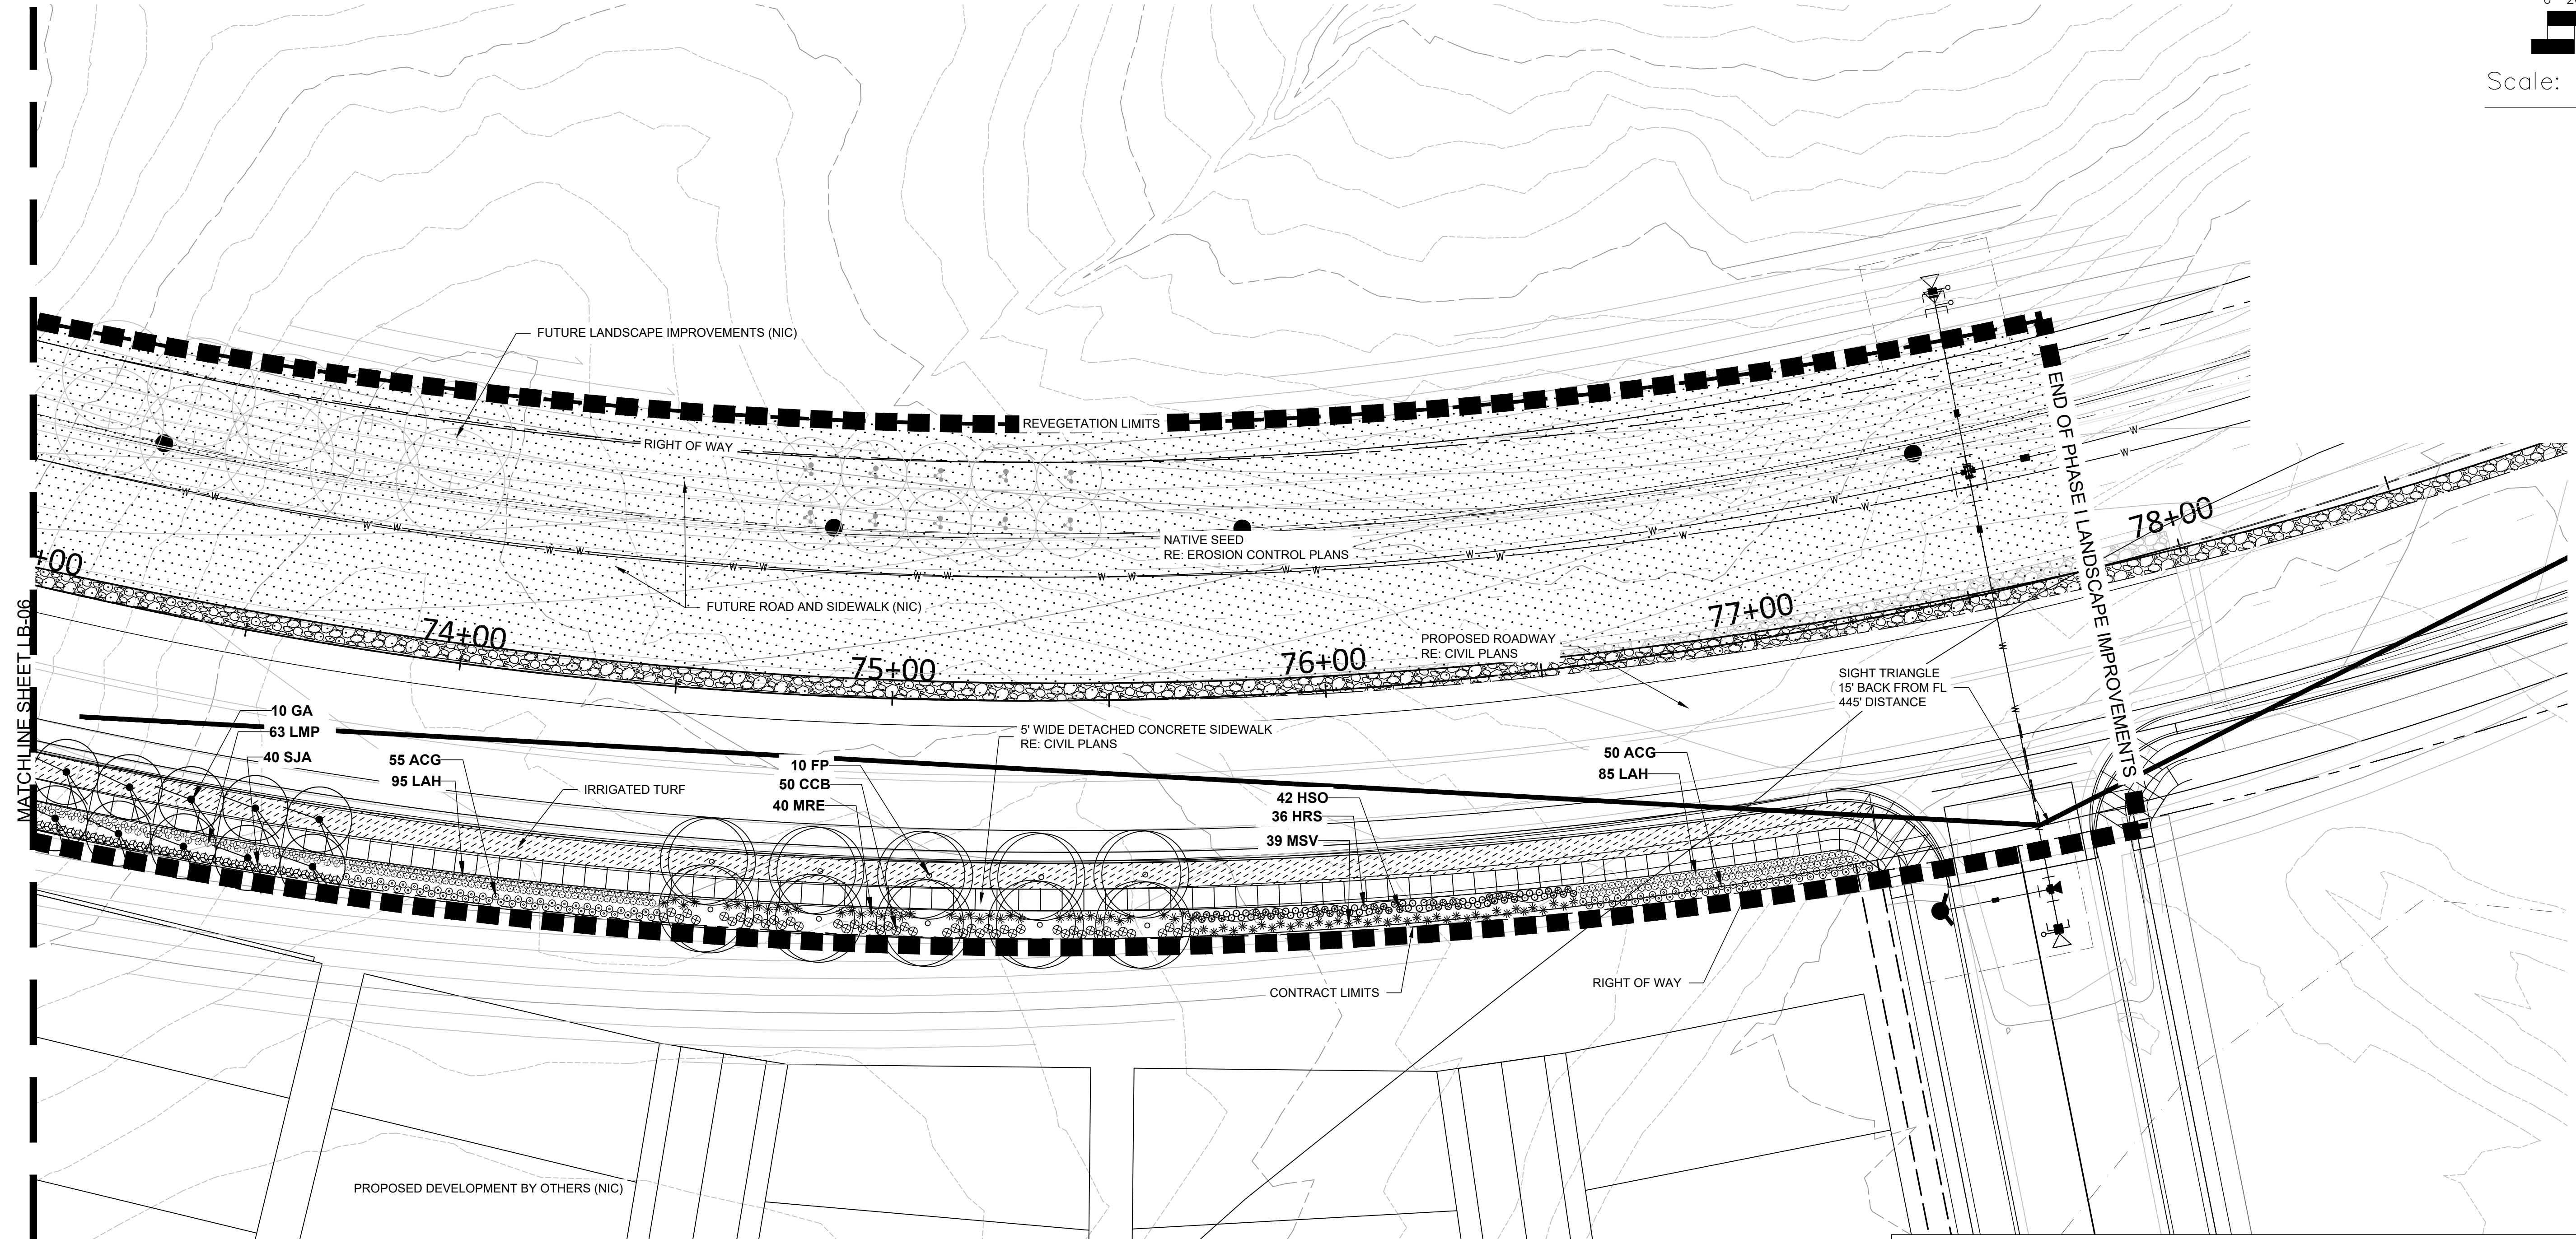 Scale:
FUTURE LANDSCAPE IMPROVEMENTS (NIC)
REVEGETATION LIMITS
RIGHT OF WAY
END OF PHASE I LANDSCAPE IMPROVEMENTS
NATIVE SEED
RE: EROSION CONTROL PLANS
FUTURE ROAD AND SIDEWALK (NIC)
+00
74+00
75+00
76+00
77+00
78+00
PROPOSED ROADWAY
RE: CIVIL PLANS
SIGHT TRIANGLE
15' BACK FROM FL
445' DISTANCE
MATCHLINE SHEET LB-06
10 GA
63 LMP
40 SJA
55 ACG
95 LAH
IRRIGATED TURF
10 FP
50 CCB
40 MRE
5' WIDE DETACHED CONCRETE SIDEWALK
RE: CIVIL PLANS
42 HSO
36 HRS
39 MSV
50 ACG
85 LAH
CONTRACT LIMITS
RIGHT OF WAY
PROPOSED DEVELOPMENT BY OTHERS (NIC)
W W
W W
W W
W W
W W
W W
W W
W W
W W
W W
W
W